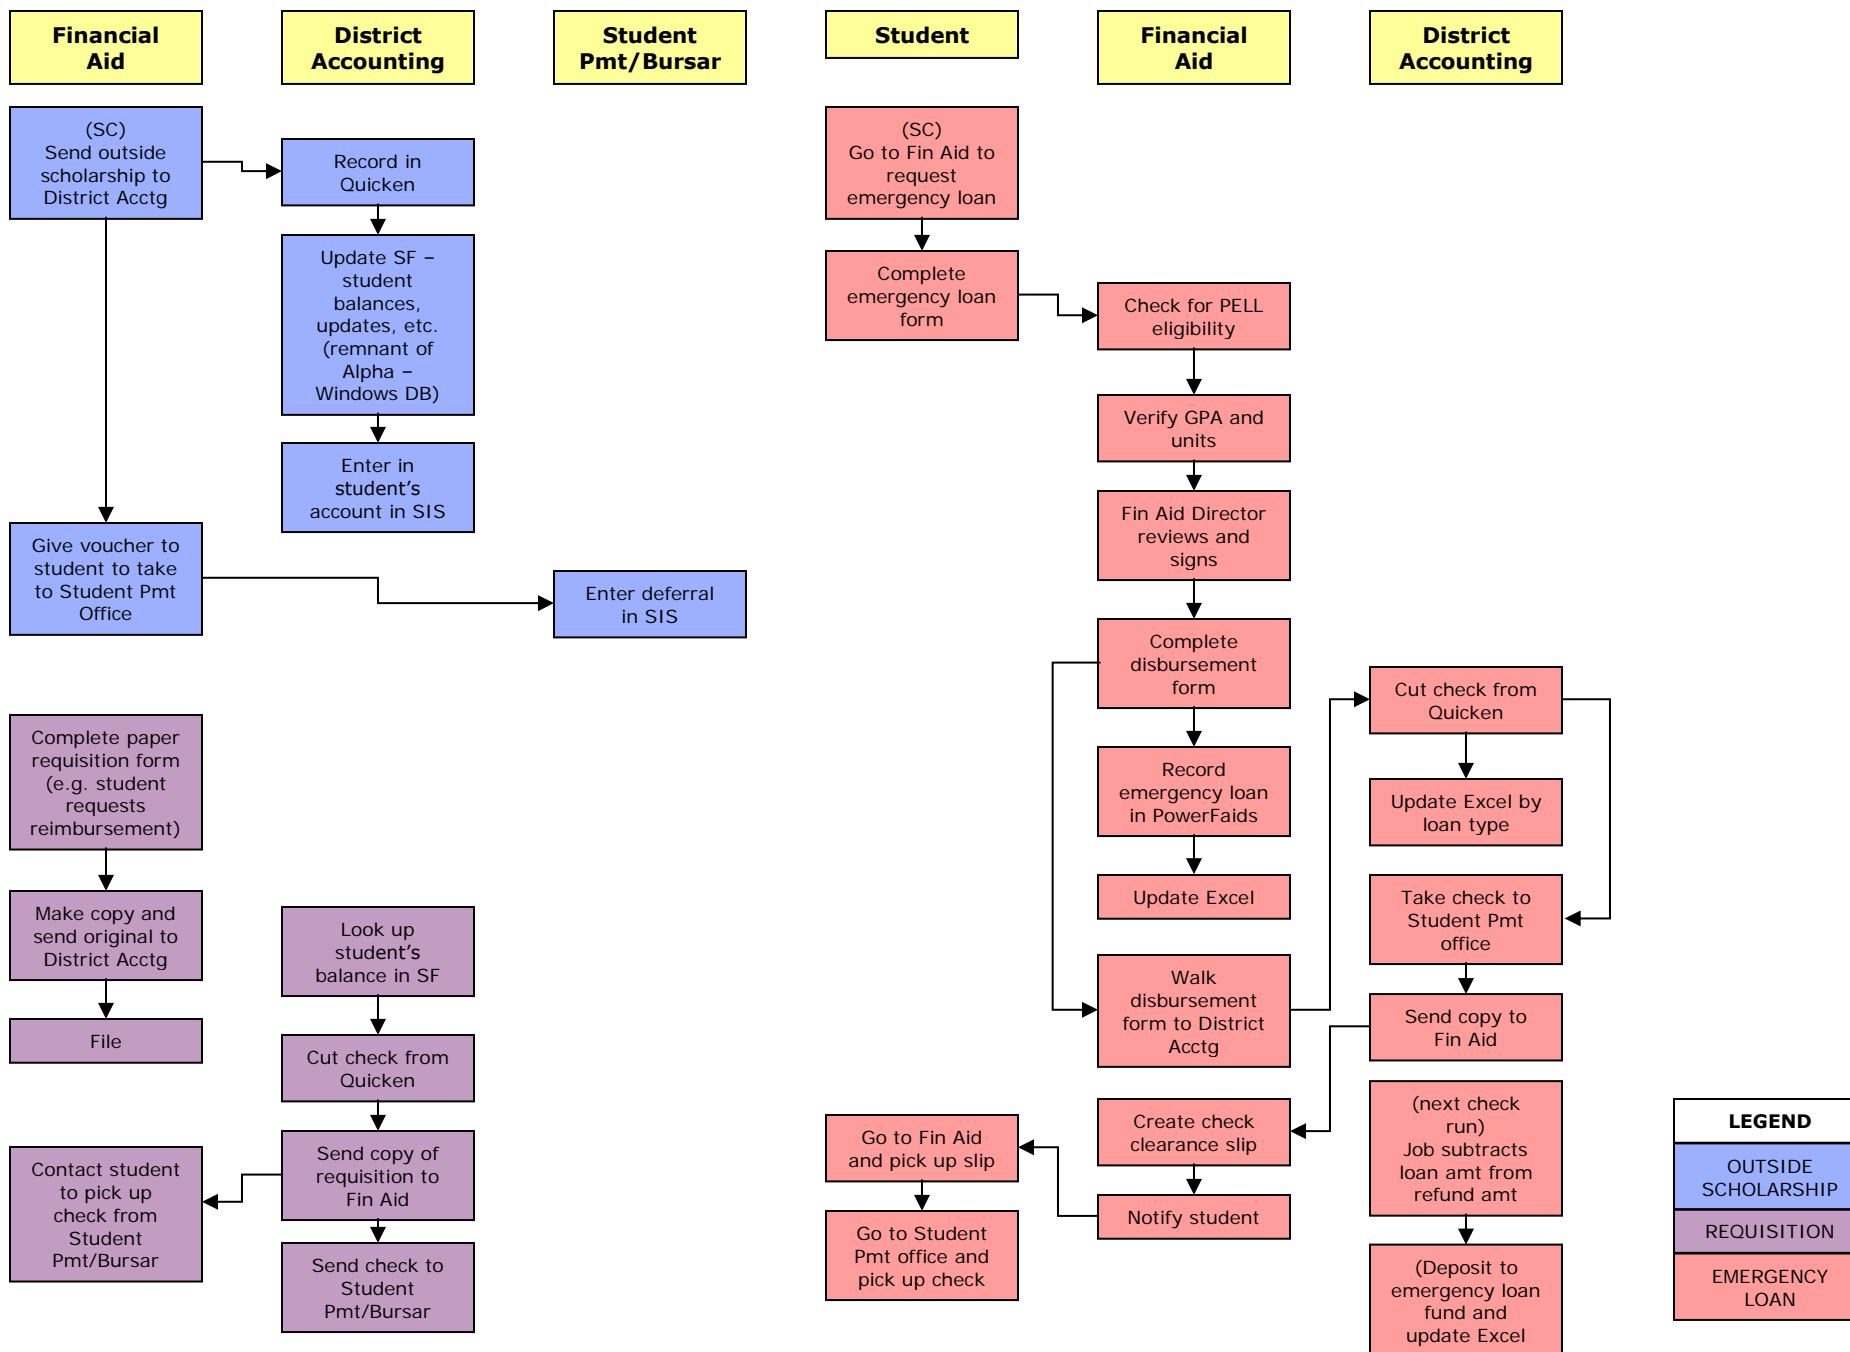 Financial
Aid
District
Accounting
Student
Pmt/Bursar
Student
Financial
Aid
District
Accounting
(SC)
Send outside
scholarship to
District Acctg
Record in
Quicken
Update SF –
student
balances,
updates, etc.
(remnant of
Alpha –
Windows DB)
Enter in
student’s
account in SIS
Give voucher to
student to take
to Student Pmt
Office
Enter deferral
in SIS
Complete paper
requisition form
(e.g. student
requests
reimbursement)
Make copy and
send original to
District Acctg
File
Look up
student’s
balance in SF
Cut check from
Quicken
Send copy of
requisition to
Fin Aid
Contact student
to pick up
check from
Student
Pmt/Bursar
Send check to
Student
Pmt/Bursar
(SC)
Go to Fin Aid to
request
emergency loan
Complete
emergency loan
form
Check for PELL
eligibility
Verify GPA and
units
Fin Aid Director
reviews and
signs
Complete
disbursement
form
Record
emergency loan
in PowerFaids
Update Excel
Walk
disbursement
form to District
Acctg
Cut check from
Quicken
Update Excel by
loan type
Take check to
Student Pmt
office
Send copy to
Fin Aid
Create check
clearance slip
Notify student
Go to Fin Aid
and pick up slip
Go to Student
Pmt office and
pick up check
(next check
run)
Job subtracts
loan amt from
refund amt
(Deposit to
emergency loan
fund and
update Excel
LEGEND
OUTSIDE
SCHOLARSHIP
REQUISITION
EMERGENCY
LOAN